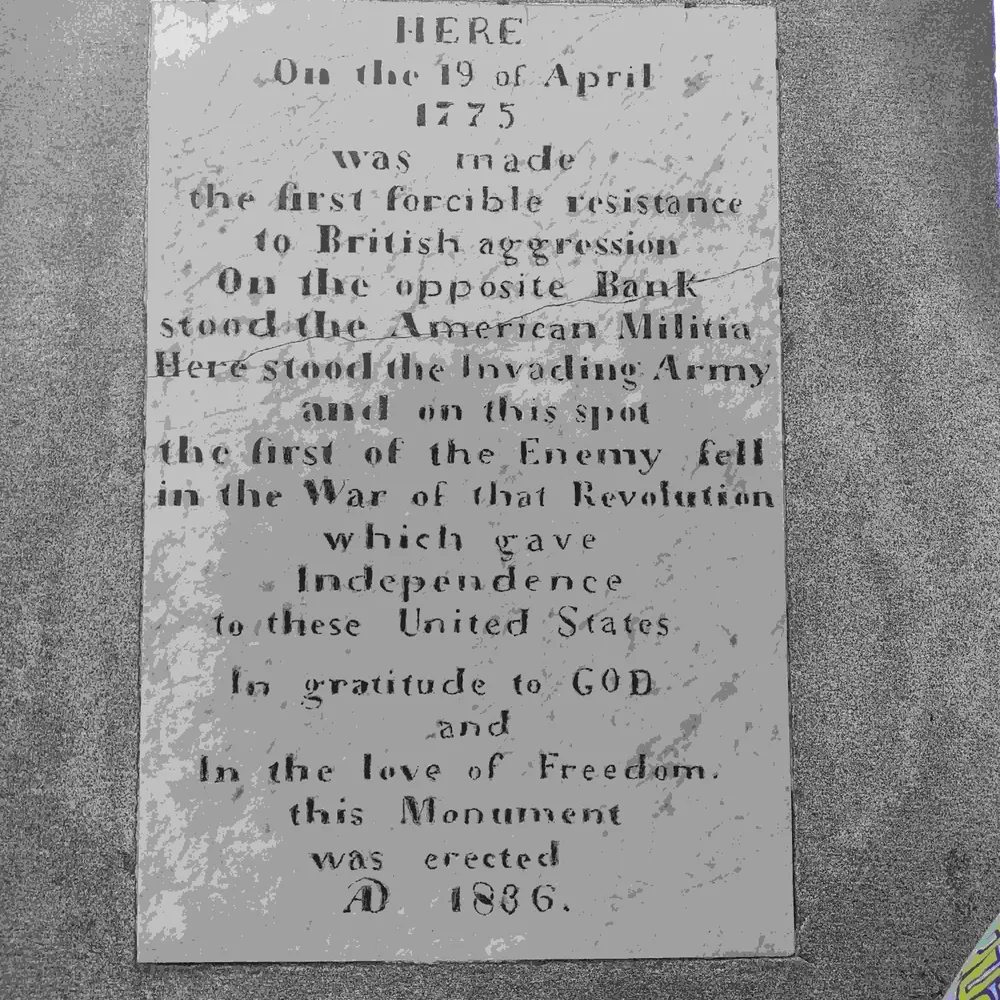 HERE
On the 19 of April
1775
was made
the first forcible resistance
to British aggression
On the opposite Bank
stood the American Militia
Here stood the Invading Army
and on this spot
the first of the Enemy fell
in the War of that Revolution
which gave
Independence
to these United States
In gratitude to GOD
and
In the love of Freedom.
this Monument
was erected
AD 1836.